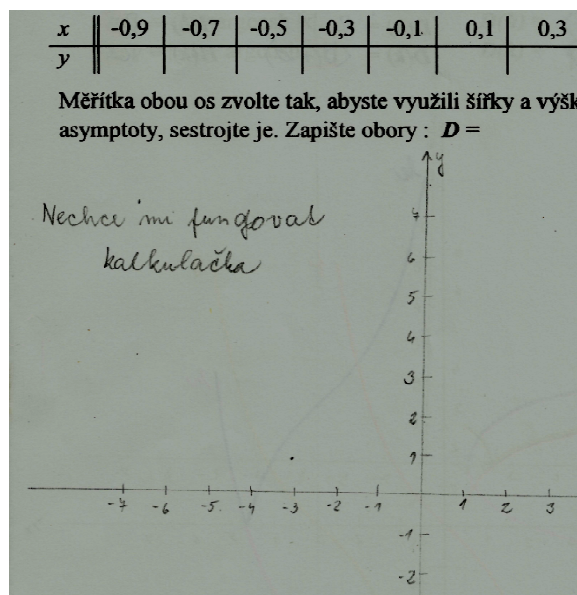 x -0,9 -0,7 -0,5 -0,3 -0,1 0,1 0,3
y
Měřítka obou os zvolte tak, abyste využili šířky a výšk
asymptoty, sestrojte je. Zapište obory : D =
y
Nechce mi fungovat
kalkulačka
7
6
5
4
3
2
1
-7 -6 -5 -4 -3 -2 -1 1 2 3
-1
-2